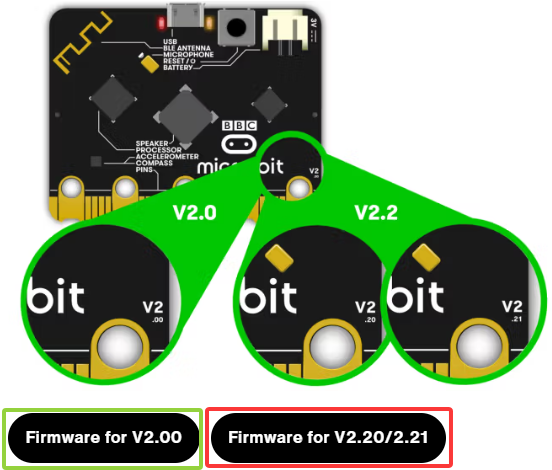 USB
BLE ANTENNA
MICROPHONE
RESET /
BATTERY
3V
SPEAKER
PROCESSOR
ACCELEROMETER
COMPASS
PINS
BBC
micro:bit
V2
V2.0
V2.2
bit
V2
.00
bit
V2
.20
bit
V2
.21
Firmware for V2.00
Firmware for V2.20/2.21